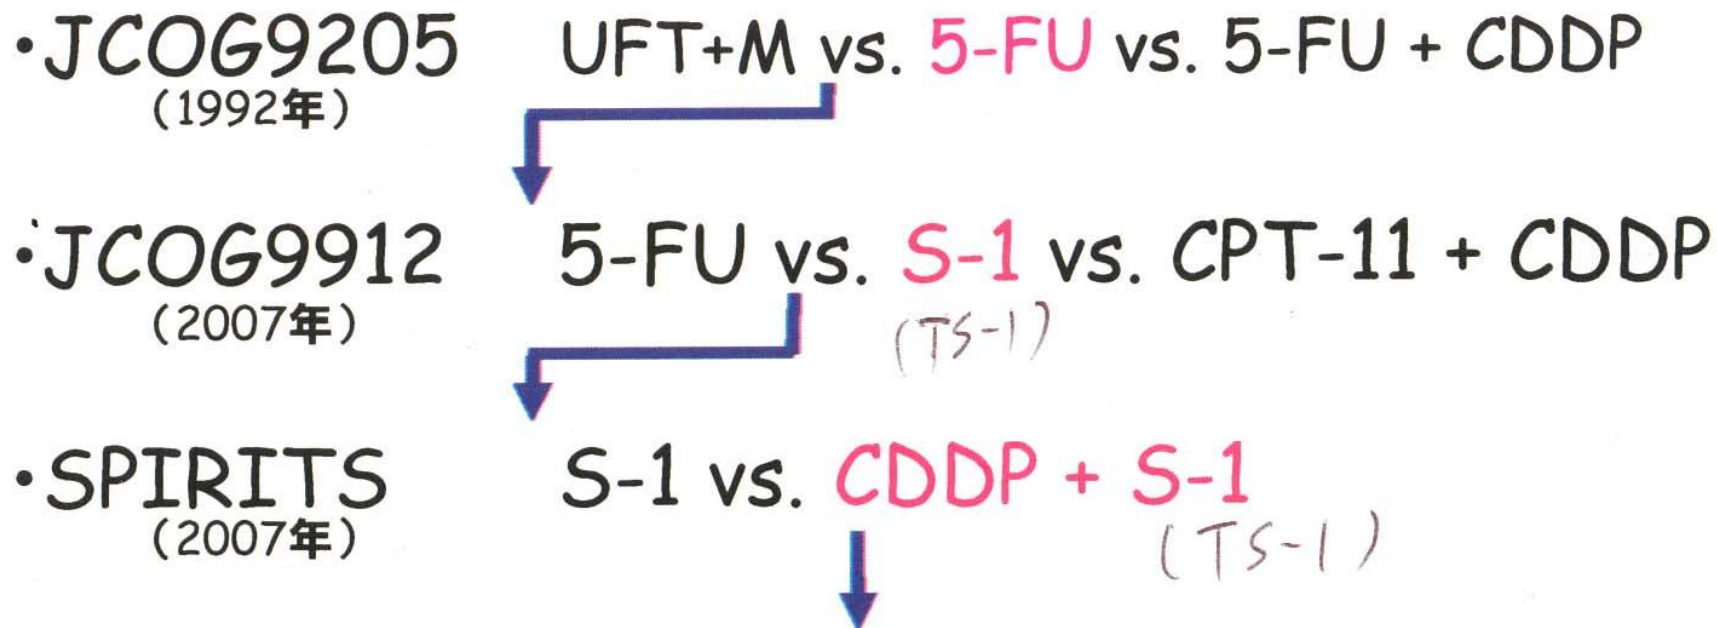 ・JCOG9205 UFT+M vs. 5-FU vs. 5-FU + CDDP
(1992年)
・JCOG9912 5-FU vs. S-1 vs. CPT-11 + CDDP
(2007年) (TS-1)
・SPIRITS S-1 vs. CDDP + S-1
(2007年) (TS-1)